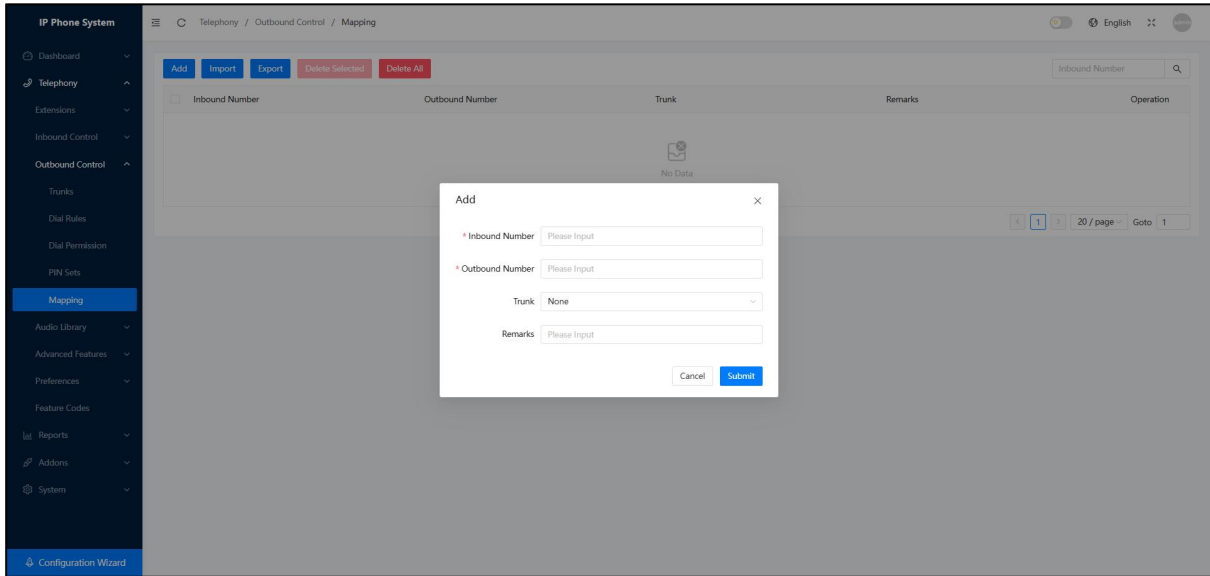 IP Phone System
Telephony / Outbound Control / Mapping
English
Dashboard
Telephony
Extensions
Inbound Control
Outbound Control
Trunks
Dial Rules
Dial Permission
PIN Sets
Mapping
Audio Library
Advanced Features
Preferences
Feature Codes
Reports
Addons
System
Configuration Wizard
Add Import Export Delete Selected Delete All Inbound Number
Inbound Number Outbound Number Trunk Remarks Operation
No Data
1 20 / page Goto 1
Add
* Inbound Number Please Input
* Outbound Number Please Input
Trunk None
Remarks Please Input
Cancel Submit